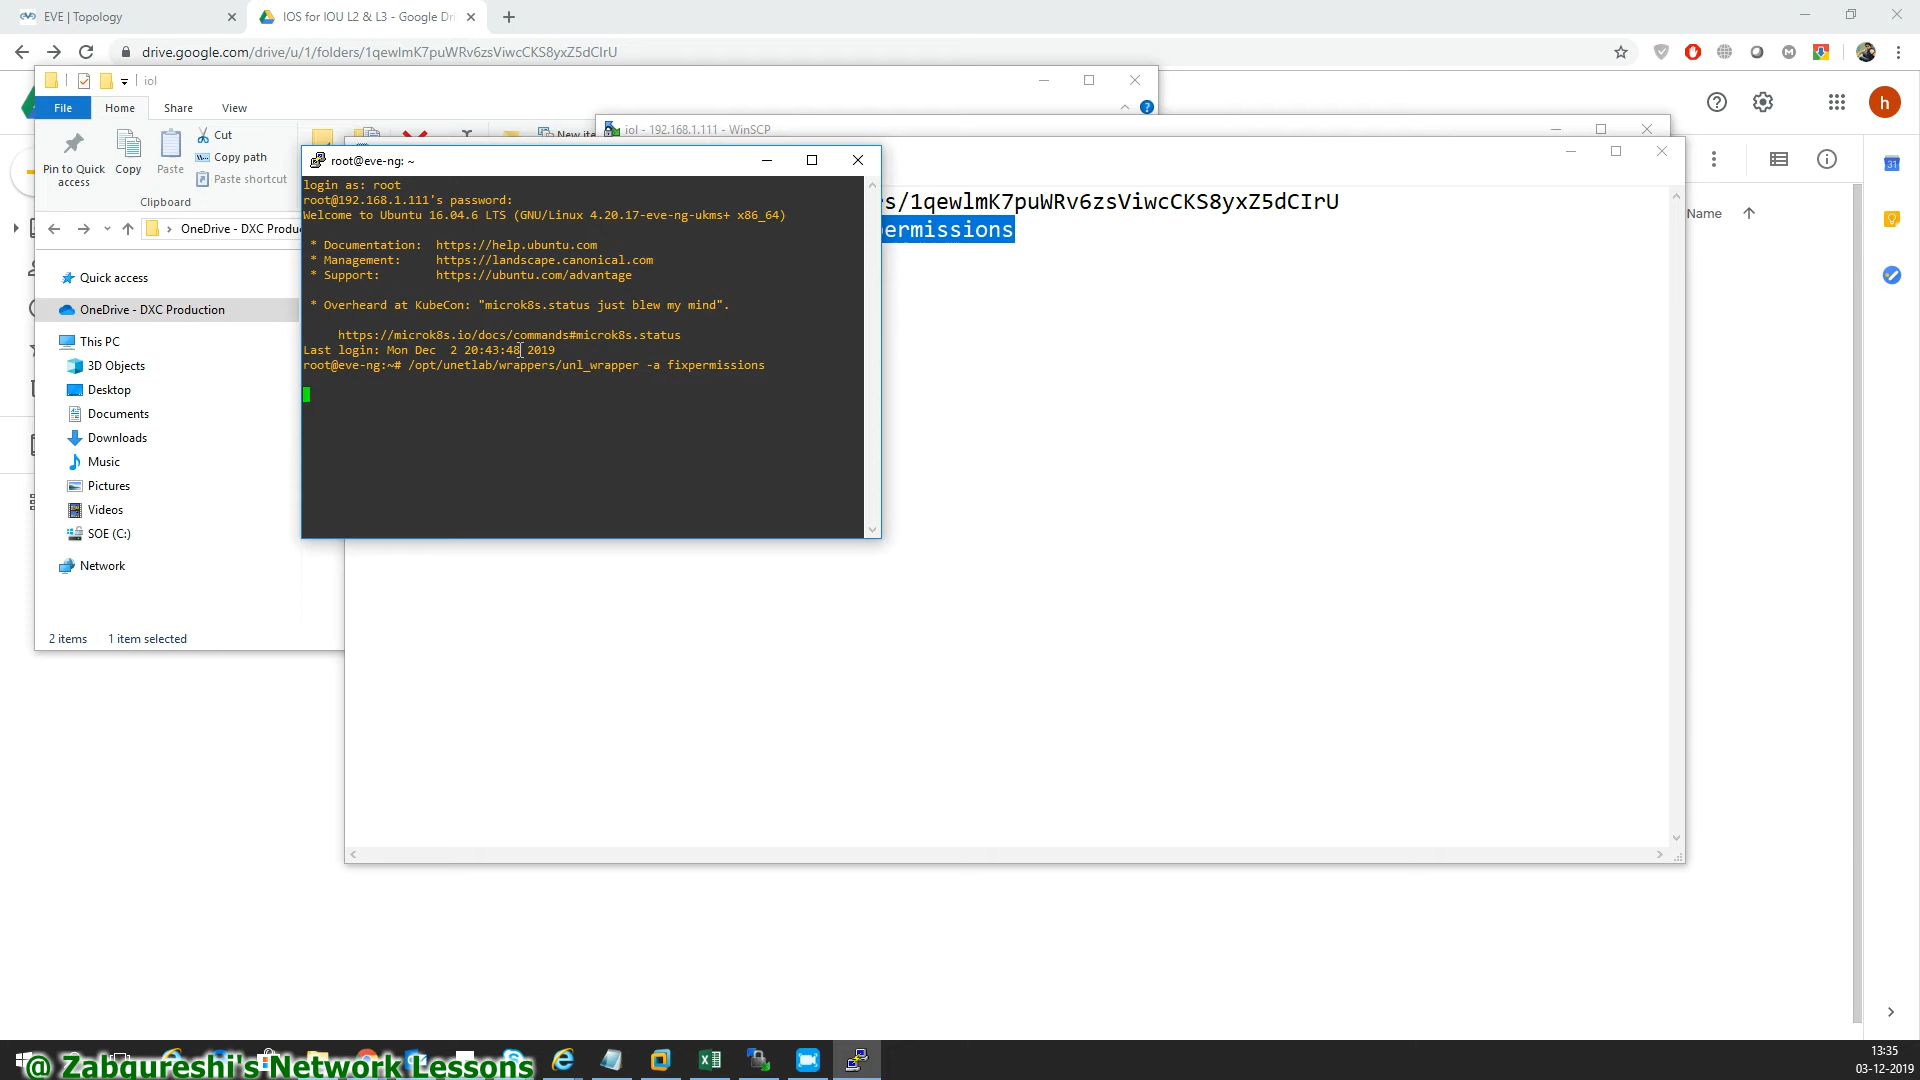 EVE | Topology
IOS for IOU L2 & L3 - Google Dri
drive.google.com/drive/u/1/folders/1qewlmK7puWRv6zsViwcCKS8yxZ5dCIrU
iol
File
Home
Share
View
Pin to Quick access
Copy
Paste
Cut
Copy path
Paste shortcut
New ite
Clipboard
iol - 192.168.1.111 - WinSCP
OneDrive - DXC Produ
Quick access
OneDrive - DXC Production
This PC
3D Objects
Desktop
Documents
Downloads
Music
Pictures
Videos
SOE (C:)
Network
2 items
1 item selected
root@eve-ng: ~
login as: root
root@192.168.1.111's password:
Welcome to Ubuntu 16.04.6 LTS (GNU/Linux 4.20.17-eve-ng-ukms+ x86_64)
* Documentation: https://help.ubuntu.com
* Management: https://landscape.canonical.com
* Support: https://ubuntu.com/advantage
* Overheard at KubeCon: "microk8s.status just blew my mind".
https://microk8s.io/docs/commands#microk8s.status
Last login: Mon Dec 2 20:43:48 2019
root@eve-ng:~# /opt/unetlab/wrappers/unl_wrapper -a fixpermissions
s/1qewlmK7puWRv6zsViwcCKS8yxZ5dCIrU
ermissions
Name
h
31
@ Zabqureshi's Network Lessons
13:35
03-12-2019